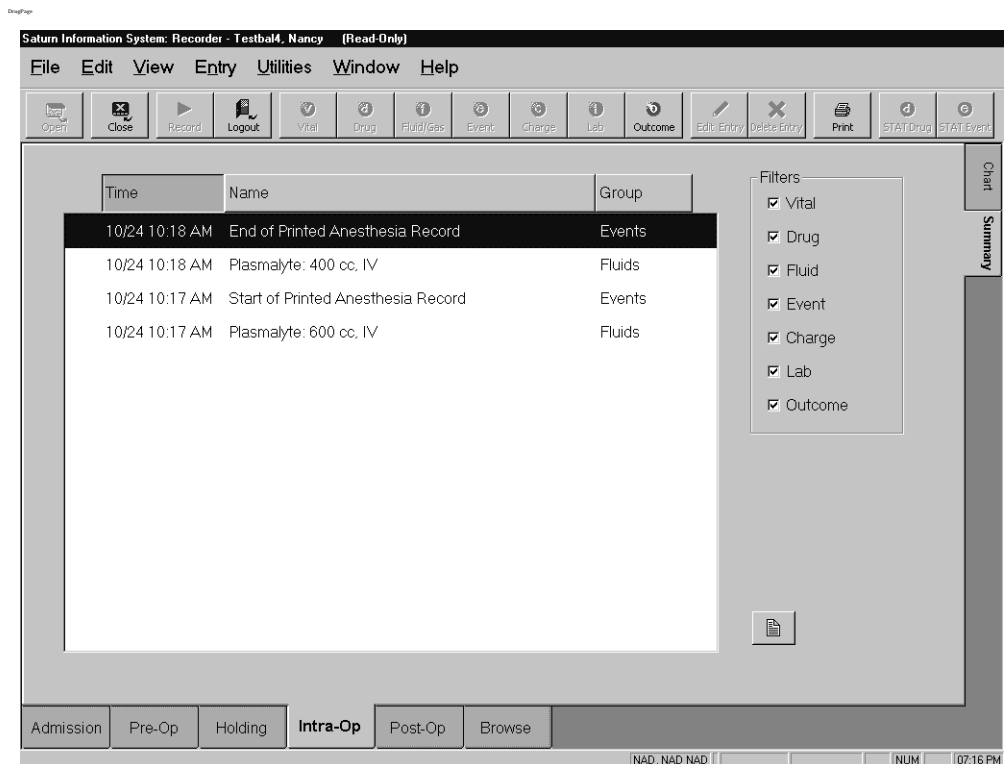 DrugPage
Saturn Information System: Recorder - Testbal4, Nancy (Read-Only)
File Edit View Entry Utilities Window Help
Open Close Record Logout Vital Drug Fluid/Gas Event Charge Lab Outcome Edit Entry Delete Entry Print STAT Drug STAT Event
Chart
Summary
Time Name Group
10/24 10:18 AM End of Printed Anesthesia Record Events
10/24 10:18 AM Plasmalyte: 400 cc, IV Fluids
10/24 10:17 AM Start of Printed Anesthesia Record Events
10/24 10:17 AM Plasmalyte: 600 cc, IV Fluids
Filters
Vital
Drug
Fluid
Event
Charge
Lab
Outcome
Admission Pre-Op Holding Intra-Op Post-Op Browse
NAD, NAD NAD NUM 07:16 PM